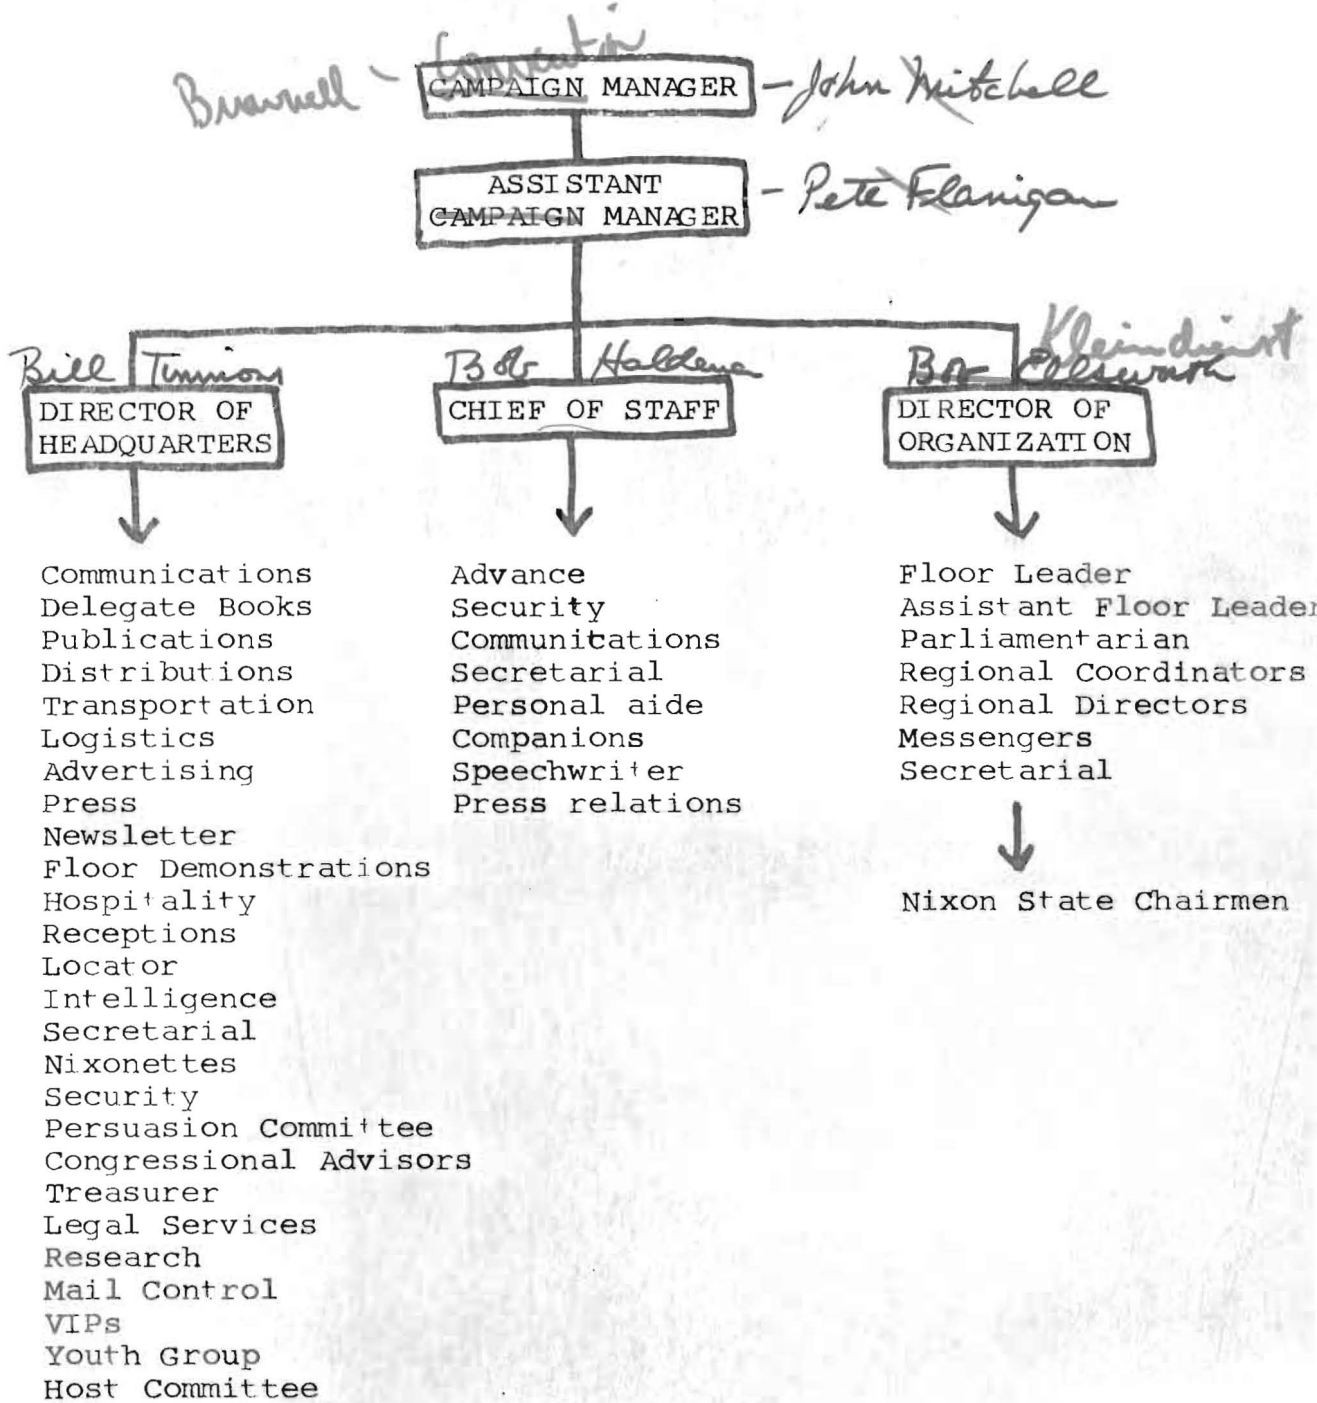 Brownell - Convention
CAMPAIGN MANAGER - John Mitchell
ASSISTANT
CAMPAIGN MANAGER - Pete Flanigan
Kleindienst
Bill Timmons
Bob Haldeman
Bob Ellsworth
DIRECTOR OF
HEADQUARTERS
CHIEF OF STAFF
DIRECTOR OF
ORGANIZATION
Communications
Delegate Books
Publications
Distributions
Transportation
Logistics
Advertising
Press
Newsletter
Floor Demonstrations
Hospitality
Receptions
Locator
Intelligence
Secretarial
Nixonettes
Security
Persuasion Committee
Congressional Advisors
Treasurer
Legal Services
Research
Mail Control
VIPs
Youth Group
Host Committee
Advance
Security
Communications
Secretarial
Personal aide
Companions
Speechwriter
Press relations
Floor Leader
Assistant Floor Leader
Parliamentarian
Regional Coordinators
Regional Directors
Messengers
Secretarial
Nixon State Chairmen